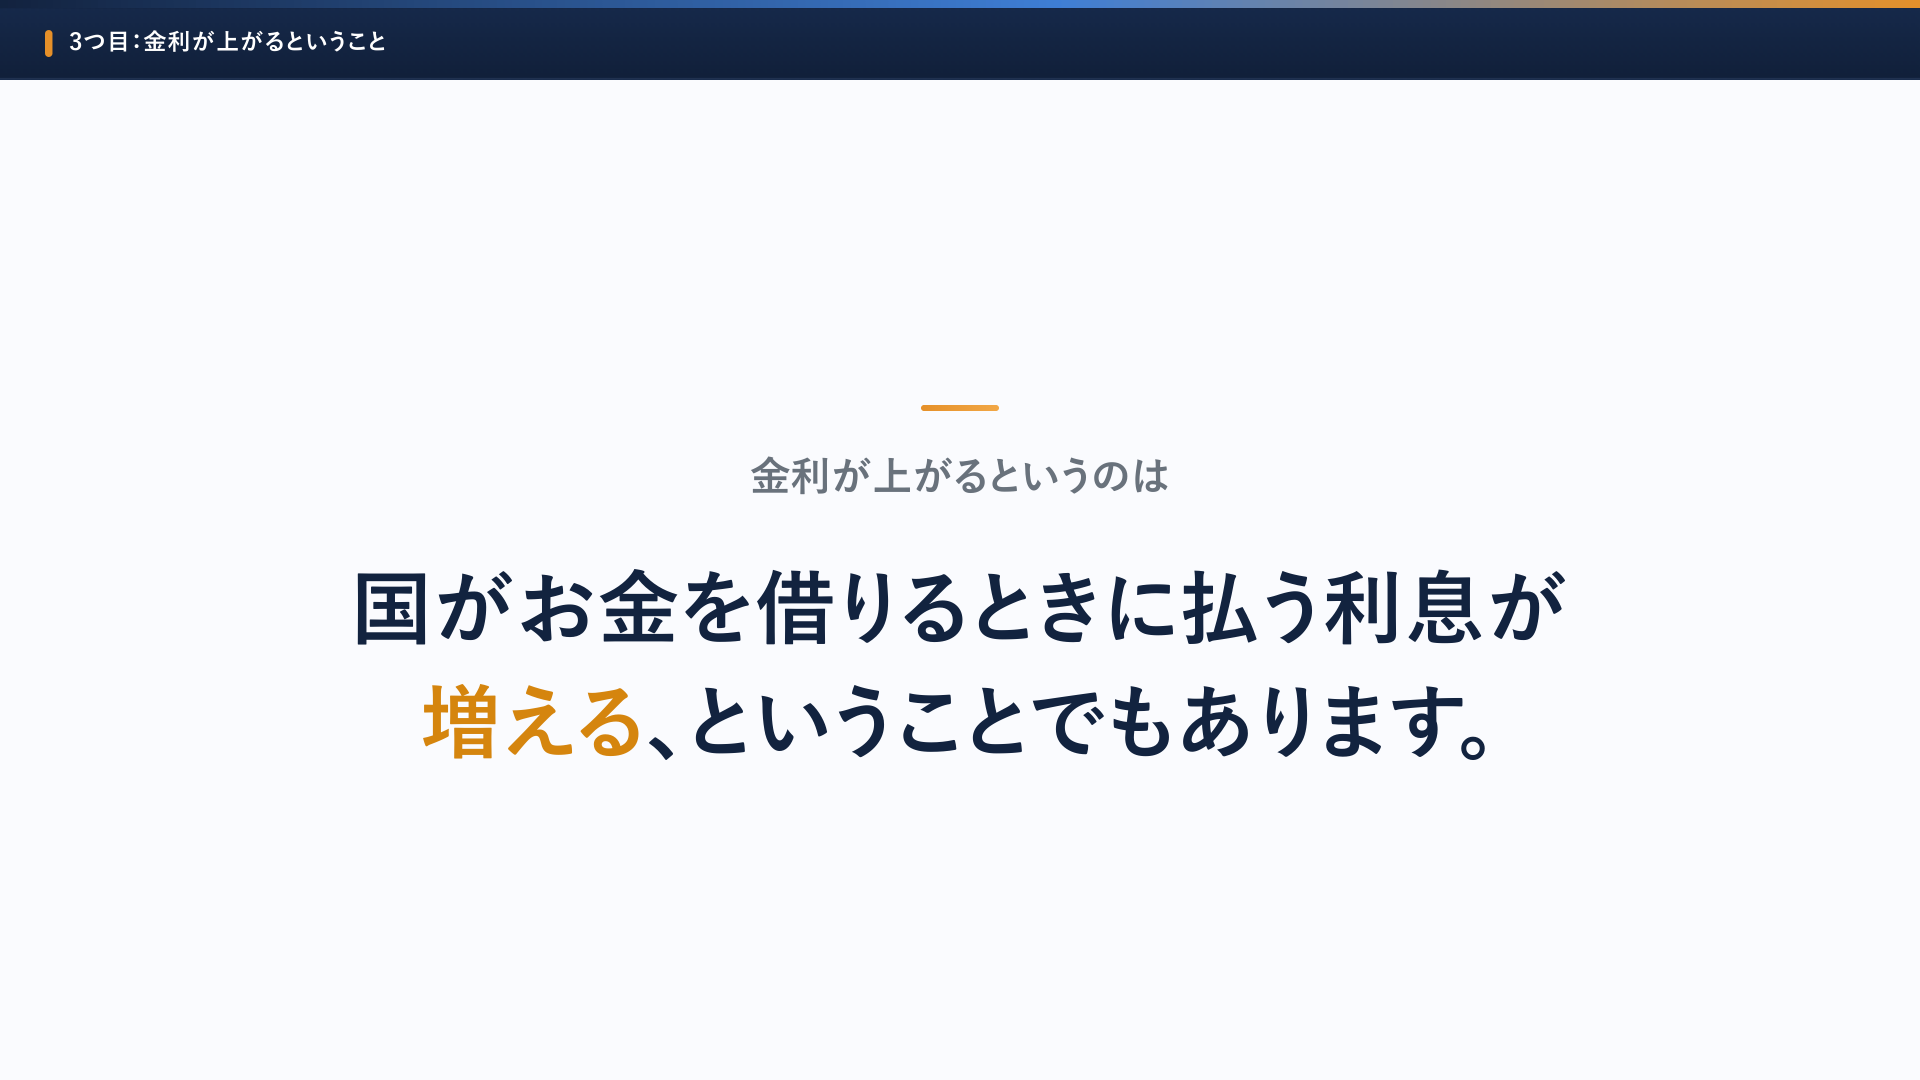 3つ目：金利が上がるということ
金利が上がるというのは
国がお金を借りるときに払う利息が
増える、ということでもあります。